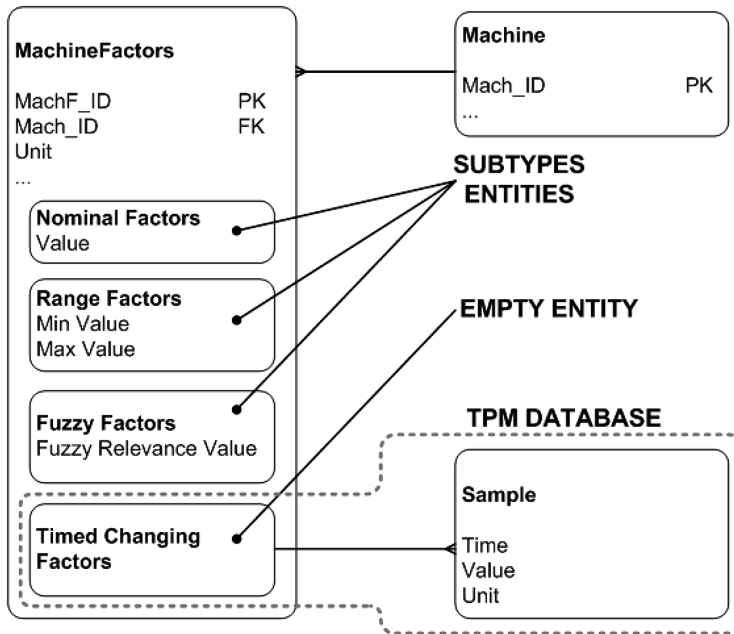 MachineFactors
MachF_ID PK
Mach_ID FK
Unit
...
Nominal Factors
Value
Range Factors
Min Value
Max Value
Fuzzy Factors
Fuzzy Relevance Value
Timed Changing
Factors
Machine
Mach_ID PK
...
SUBTYPES
ENTITIES
EMPTY ENTITY
TPM DATABASE
Sample
Time
Value
Unit